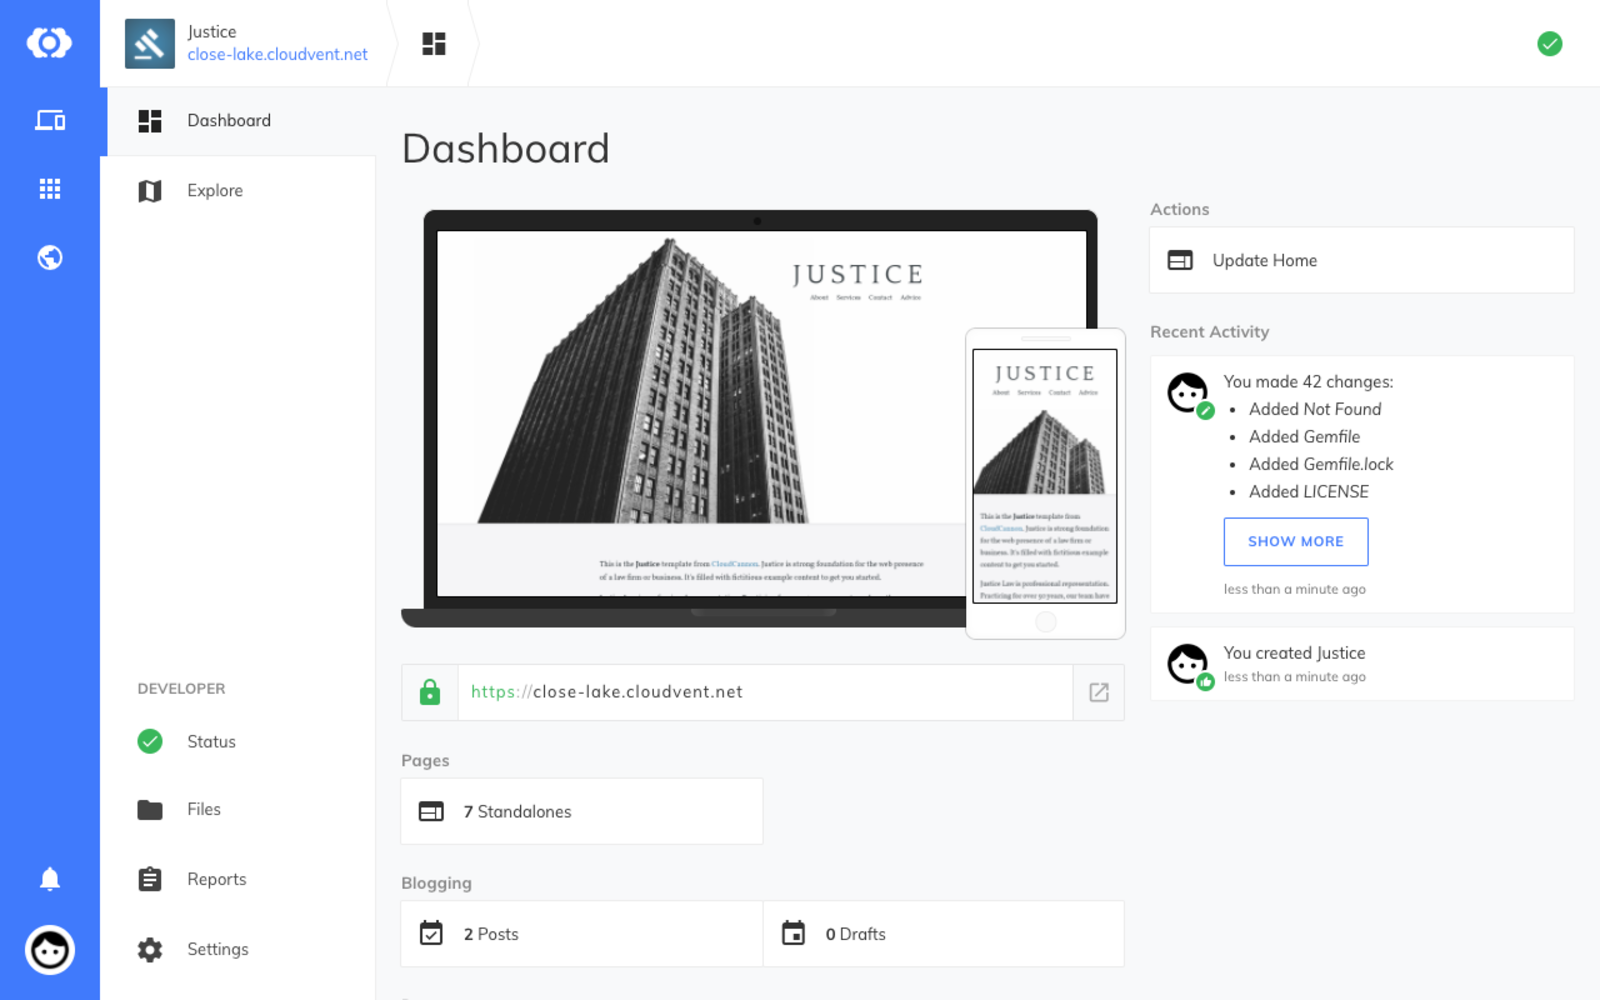 Justice
close-lake.cloudvent.net
Dashboard
Explore
DEVELOPER
Status
Files
Reports
Settings
Dashboard
JUSTICE
About Services Contact Advice
This is the Justice template from CloudCannon. Justice is strong foundation for the web presence
of a law firm or business. It's filled with fictitious example content to get you started.
JUSTICE
About Services Contact Advice
This is the Justice template from
CloudCannon. Justice is strong foundation
for the web presence of a law firm or
business. It's filled with fictitious example
content to get you started.
Justice Law is professional representation.
Practicing for over 50 years, our team have
https://close-lake.cloudvent.net
Pages
7 Standalones
Blogging
2 Posts
0 Drafts
Actions
Update Home
Recent Activity
You made 42 changes:
• Added Not Found
• Added Gemfile
• Added Gemfile.lock
• Added LICENSE
SHOW MORE
less than a minute ago
You created Justice
less than a minute ago